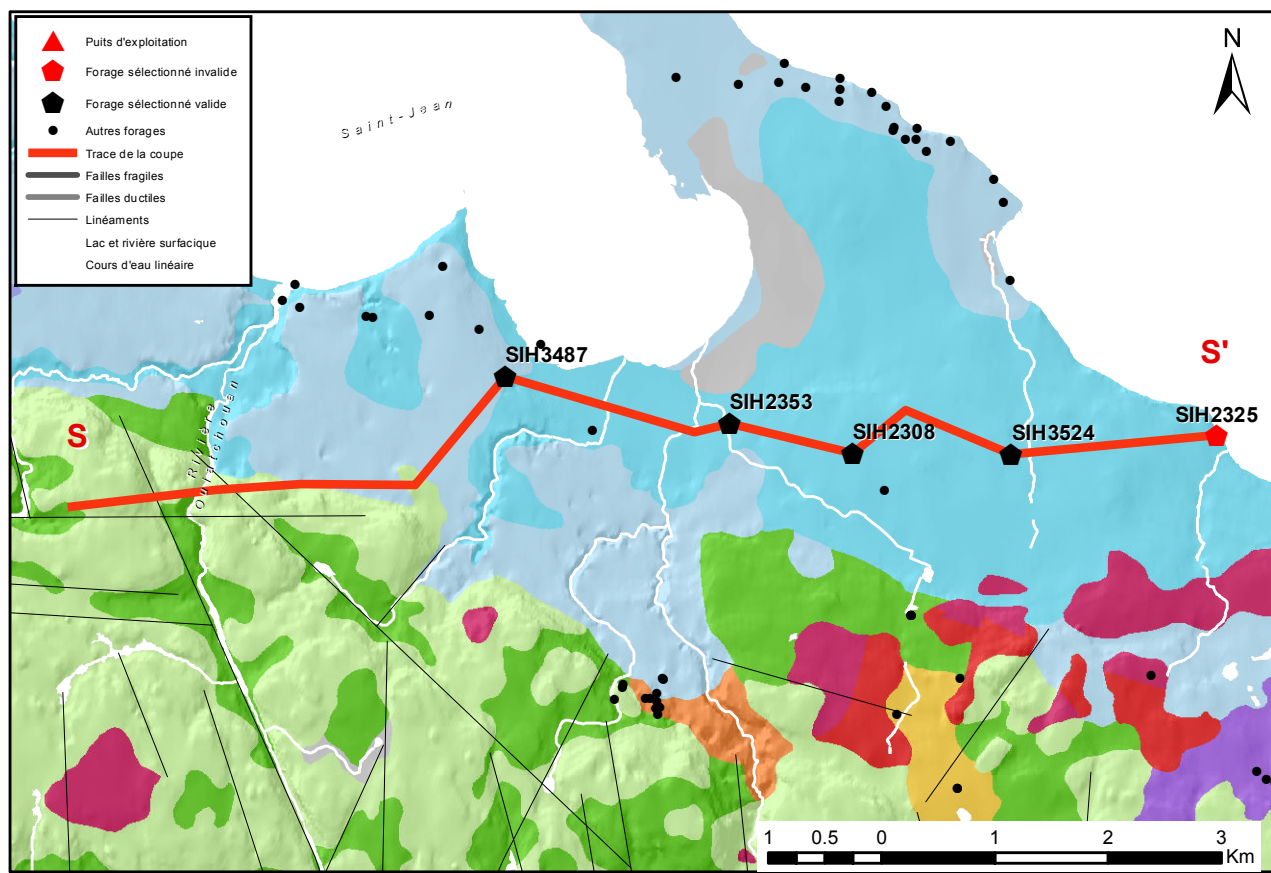 Puits d'exploitation
Forage sélectionné invalide
Forage sélectionné valide
Autres forages
Trace de la coupe
Failles fragiles
Failles ductiles
Linéaments
Lac et rivière surfacique
Cours d'eau linéaire
Saint-Jean
N
S'
SIH3487
SIH2353
SIH2325
SIH2308
SIH3524
S
Rivière
Ouiatchouan
1 0.5 0 1 2 3
Km